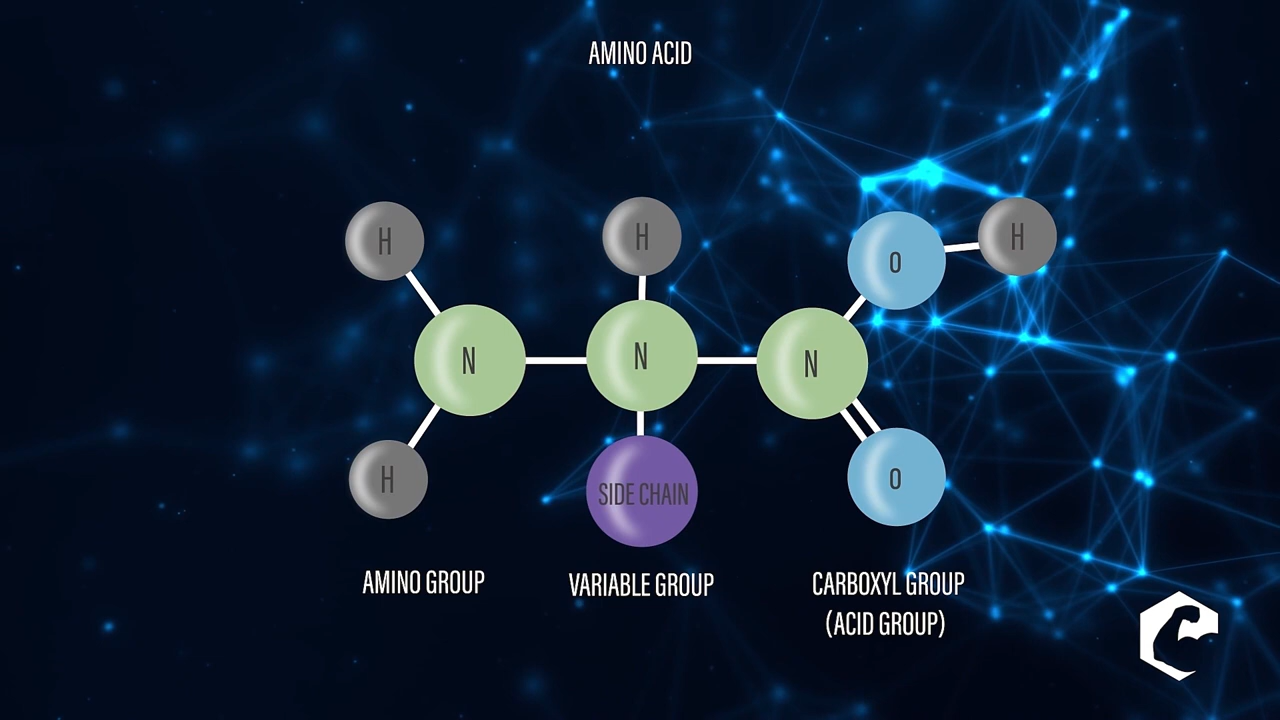 AMINO ACID
H
H
H
O
N
N
N
H
O
SIDE CHAIN
AMINO GROUP
VARIABLE GROUP
CARBOXYL GROUP
(ACID GROUP)